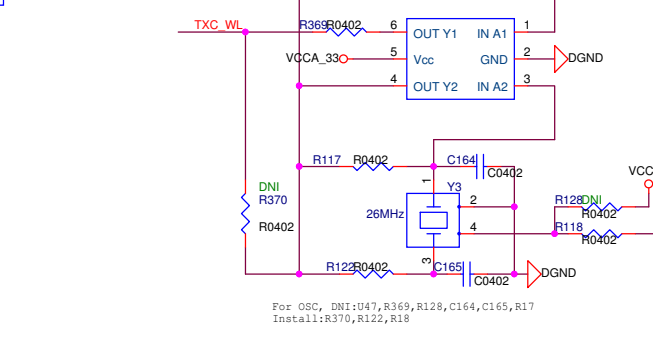 TXC_WL R369 R0402 6 OUT Y1 IN A1 1
VCCA_33 5 Vcc GND 2 DGND
4 OUT Y2 IN A2 3
R117 R0402 C164 C0402
VCC
DNI 1 Y3
R370 26MHz 2 R128 DNI
R0402
R0402 4 R118
R0402
3
R122 R0402 C165 C0402 DGND
For OSC, DNI:U47,R369,R128,C164,C165,R17
Install:R370,R122,R18